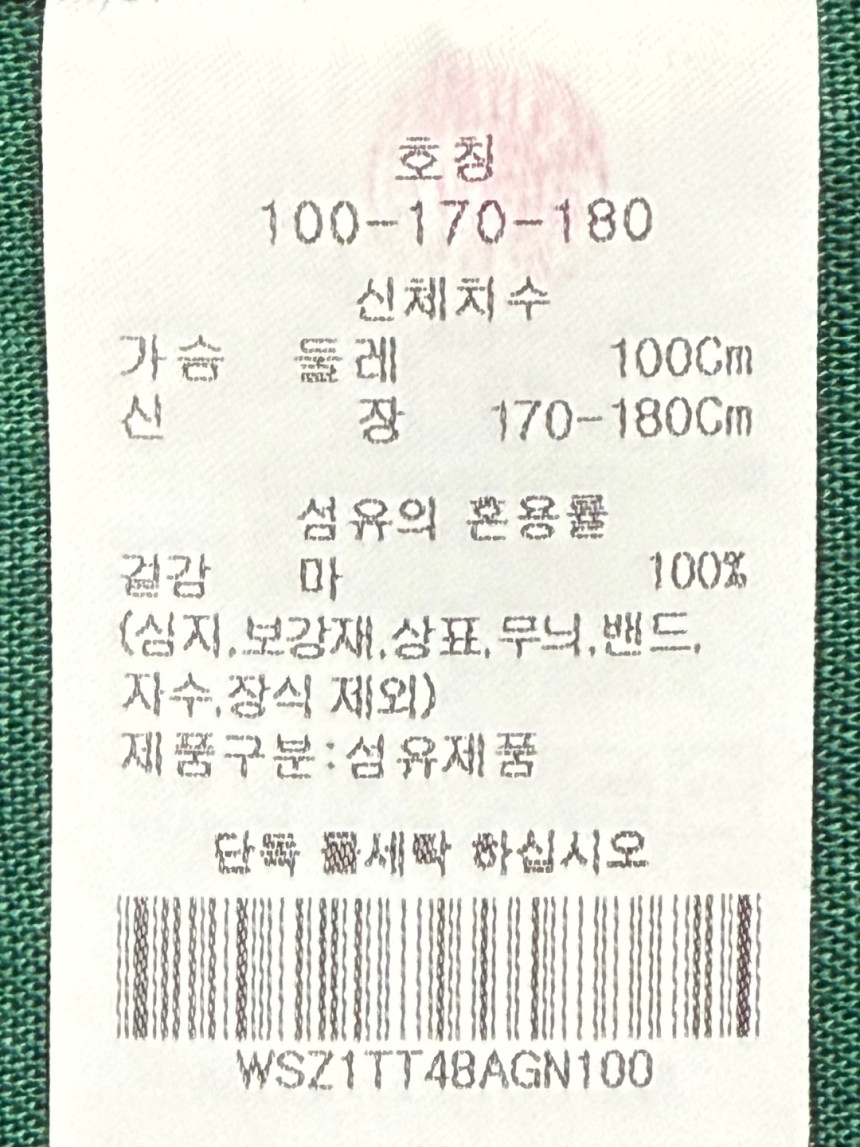 호칭
100-170-180
신체치수
가슴 둘레 100Cm
신 장 170-180Cm
섬유의 혼용률
겉감 마 100%
(심지,보강재,상표,무늬,밴드,
자수,장식 제외)
제품구분:섬유제품
단독 물세탁 하십시오
WSZ1TT48AGN100